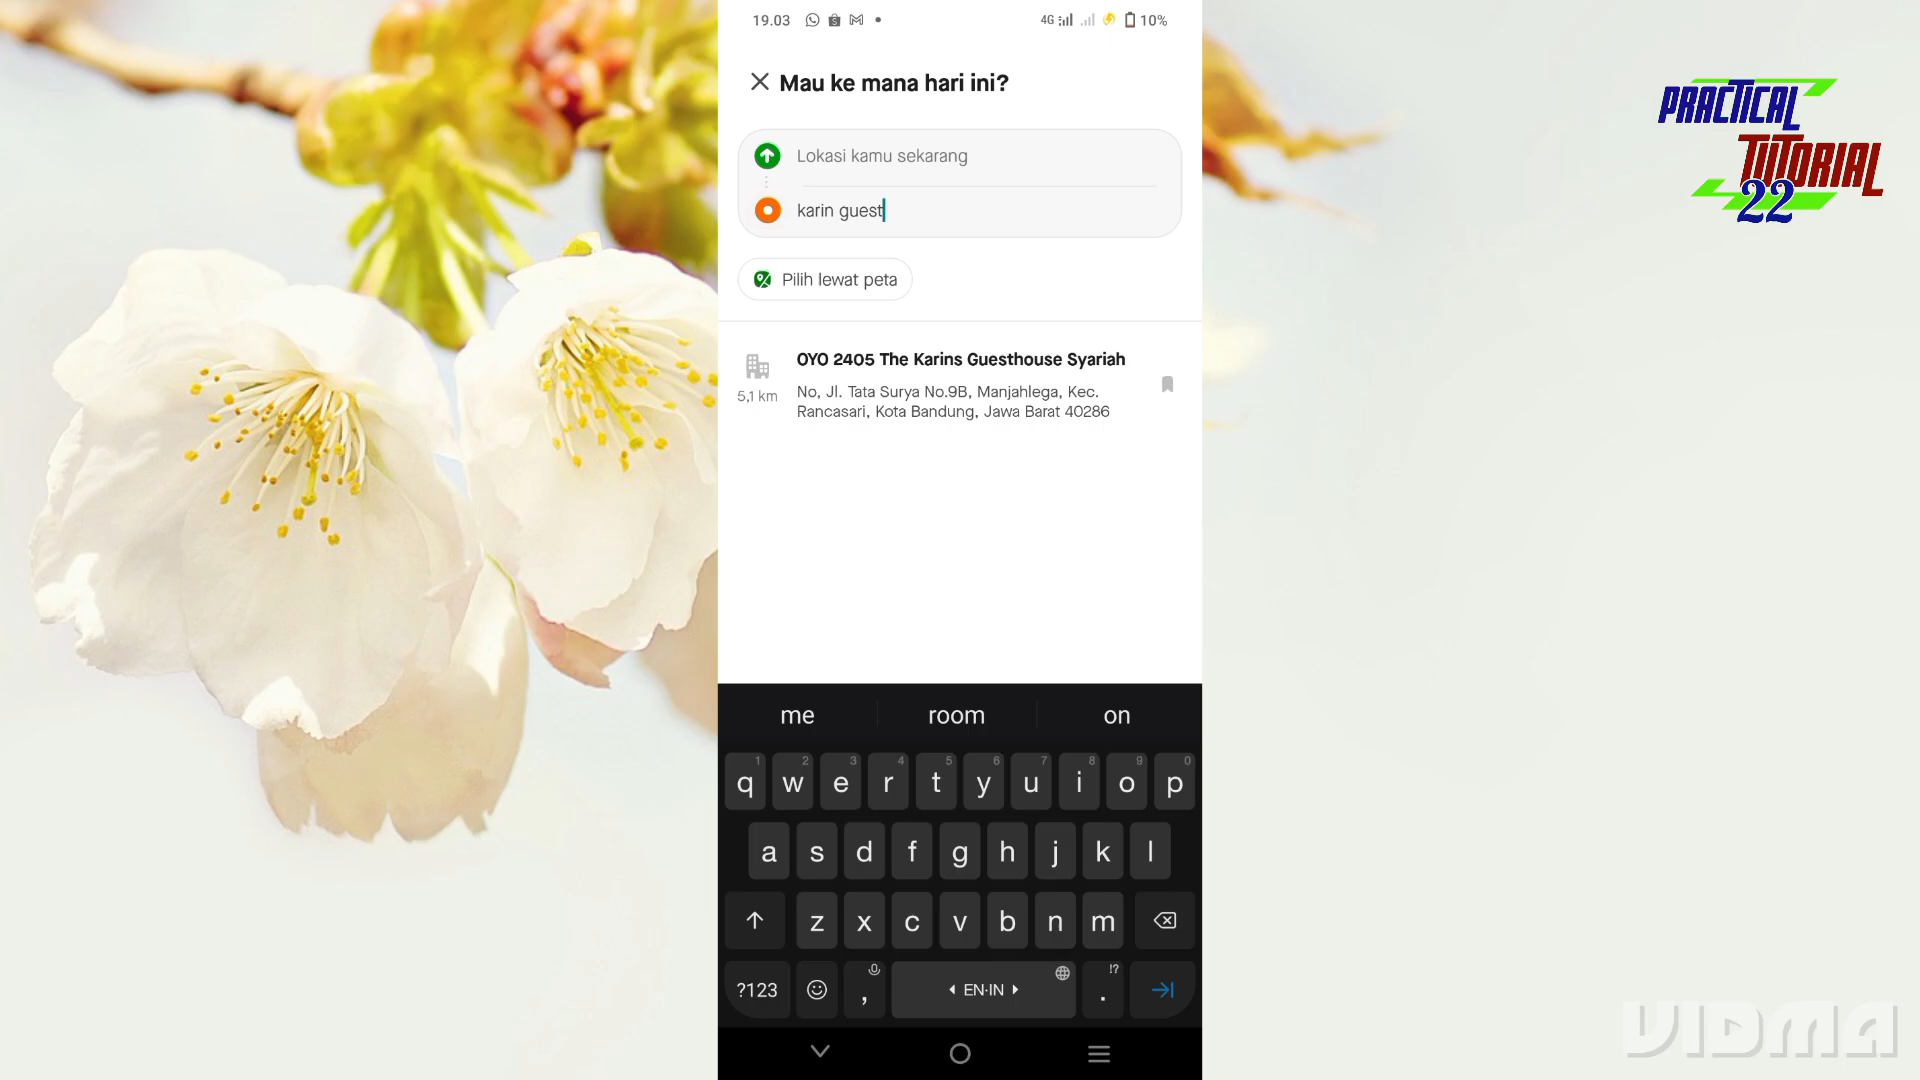 19.03
4G
10%
Mau ke mana hari ini?
Lokasi kamu sekarang
karin guest
Pilih lewat peta
OYO 2405 The Karins Guesthouse Syariah
5,1 km
No, Jl. Tata Surya No.9B, Manjahlega, Kec.
Rancasari, Kota Bandung, Jawa Barat 40286
me room on
1 2 3 4 5 6 7 8 9 0
q w e r t y u i o p
a s d f g h j k l
z x c v b n m
?123 , EN-IN . !?
PRACTICAL
TUTORIAL
22
VIDMA